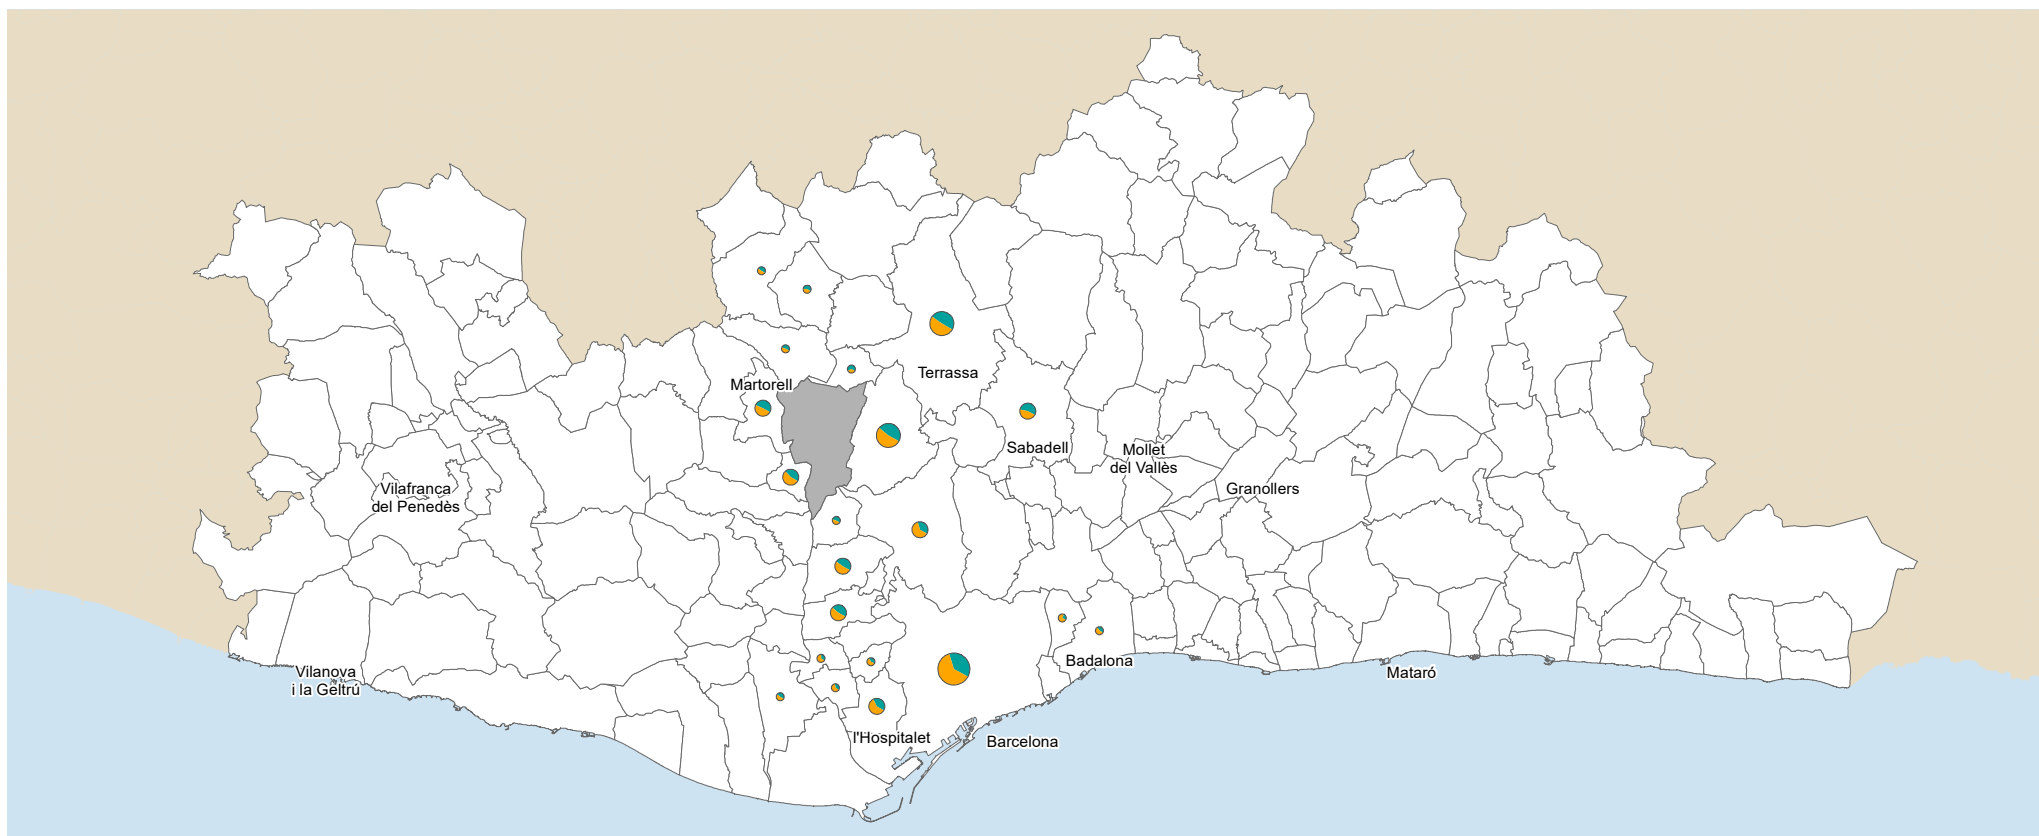 Terrassa
Martorell
Sabadell
Mollet
del Vallès
Vilafranca
del Penedès
Granollers
Badalona
Vilanova
i la Geltrú
Mataró
l'Hospitalet
Barcelona